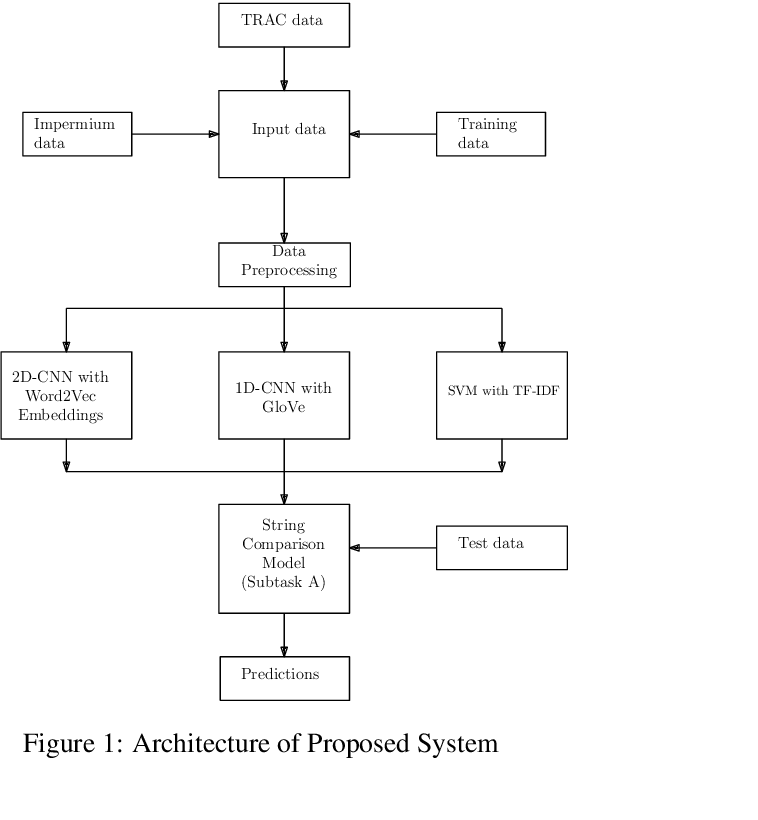 TRAC data
Impermium
data
Input data
Training
data
Data
Preprocessing
2D-CNN with
Word2Vec
Embeddings
1D-CNN with
GloVe
SVM with TF-IDF
String
Comparison
Model
(Subtask A)
Test data
Predictions
Figure 1: Architecture of Proposed System